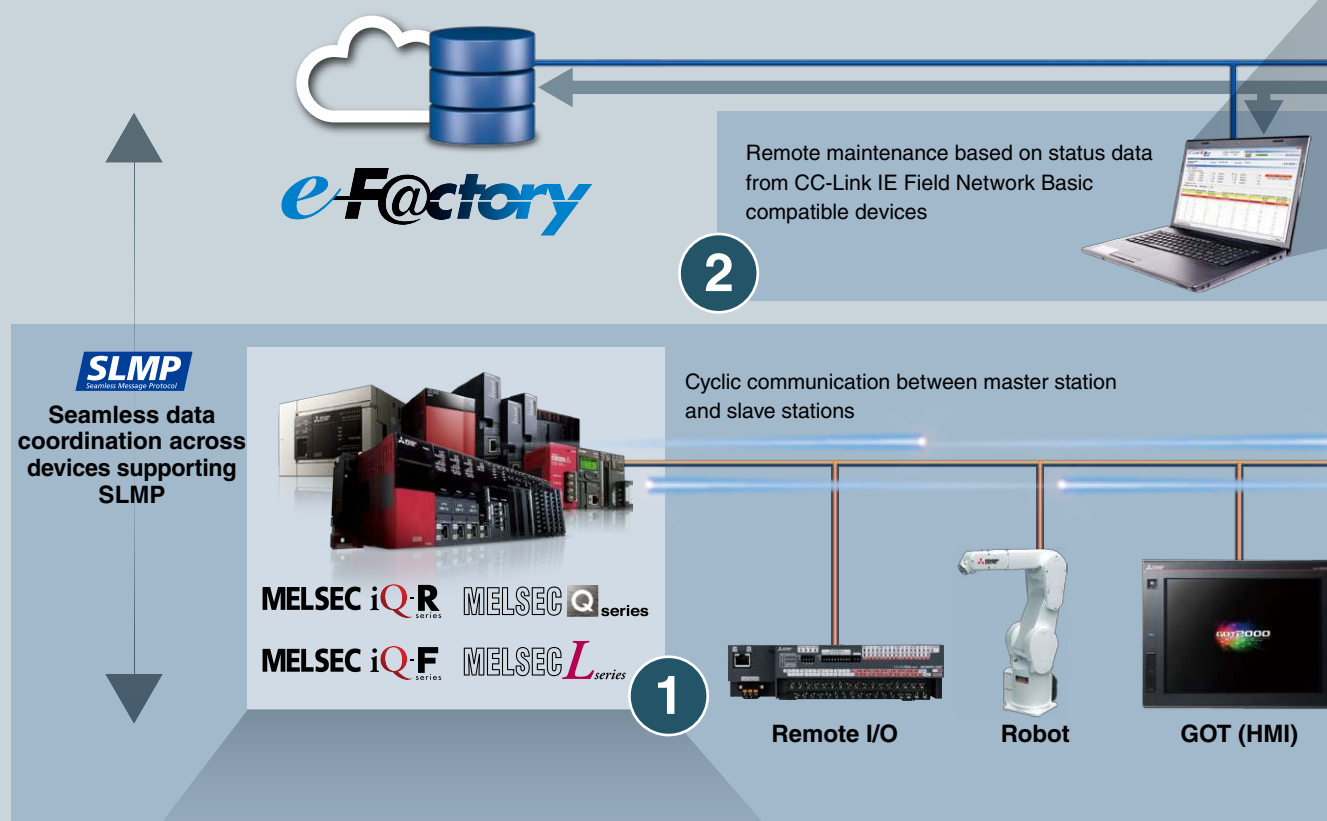 e-F@ctory
Remote maintenance based on status data
from CC-Link IE Field Network Basic
compatible devices
2
SLMP
Seamless Message Protocol
Seamless data
coordination across
devices supporting
SLMP
Cyclic communication between master station
and slave stations
MELSEC iQ-R series
MELSEC Q series
MELSEC iQ-F series
MELSEC L series
1
GOT2000
Remote I/O
Robot
GOT (HMI)